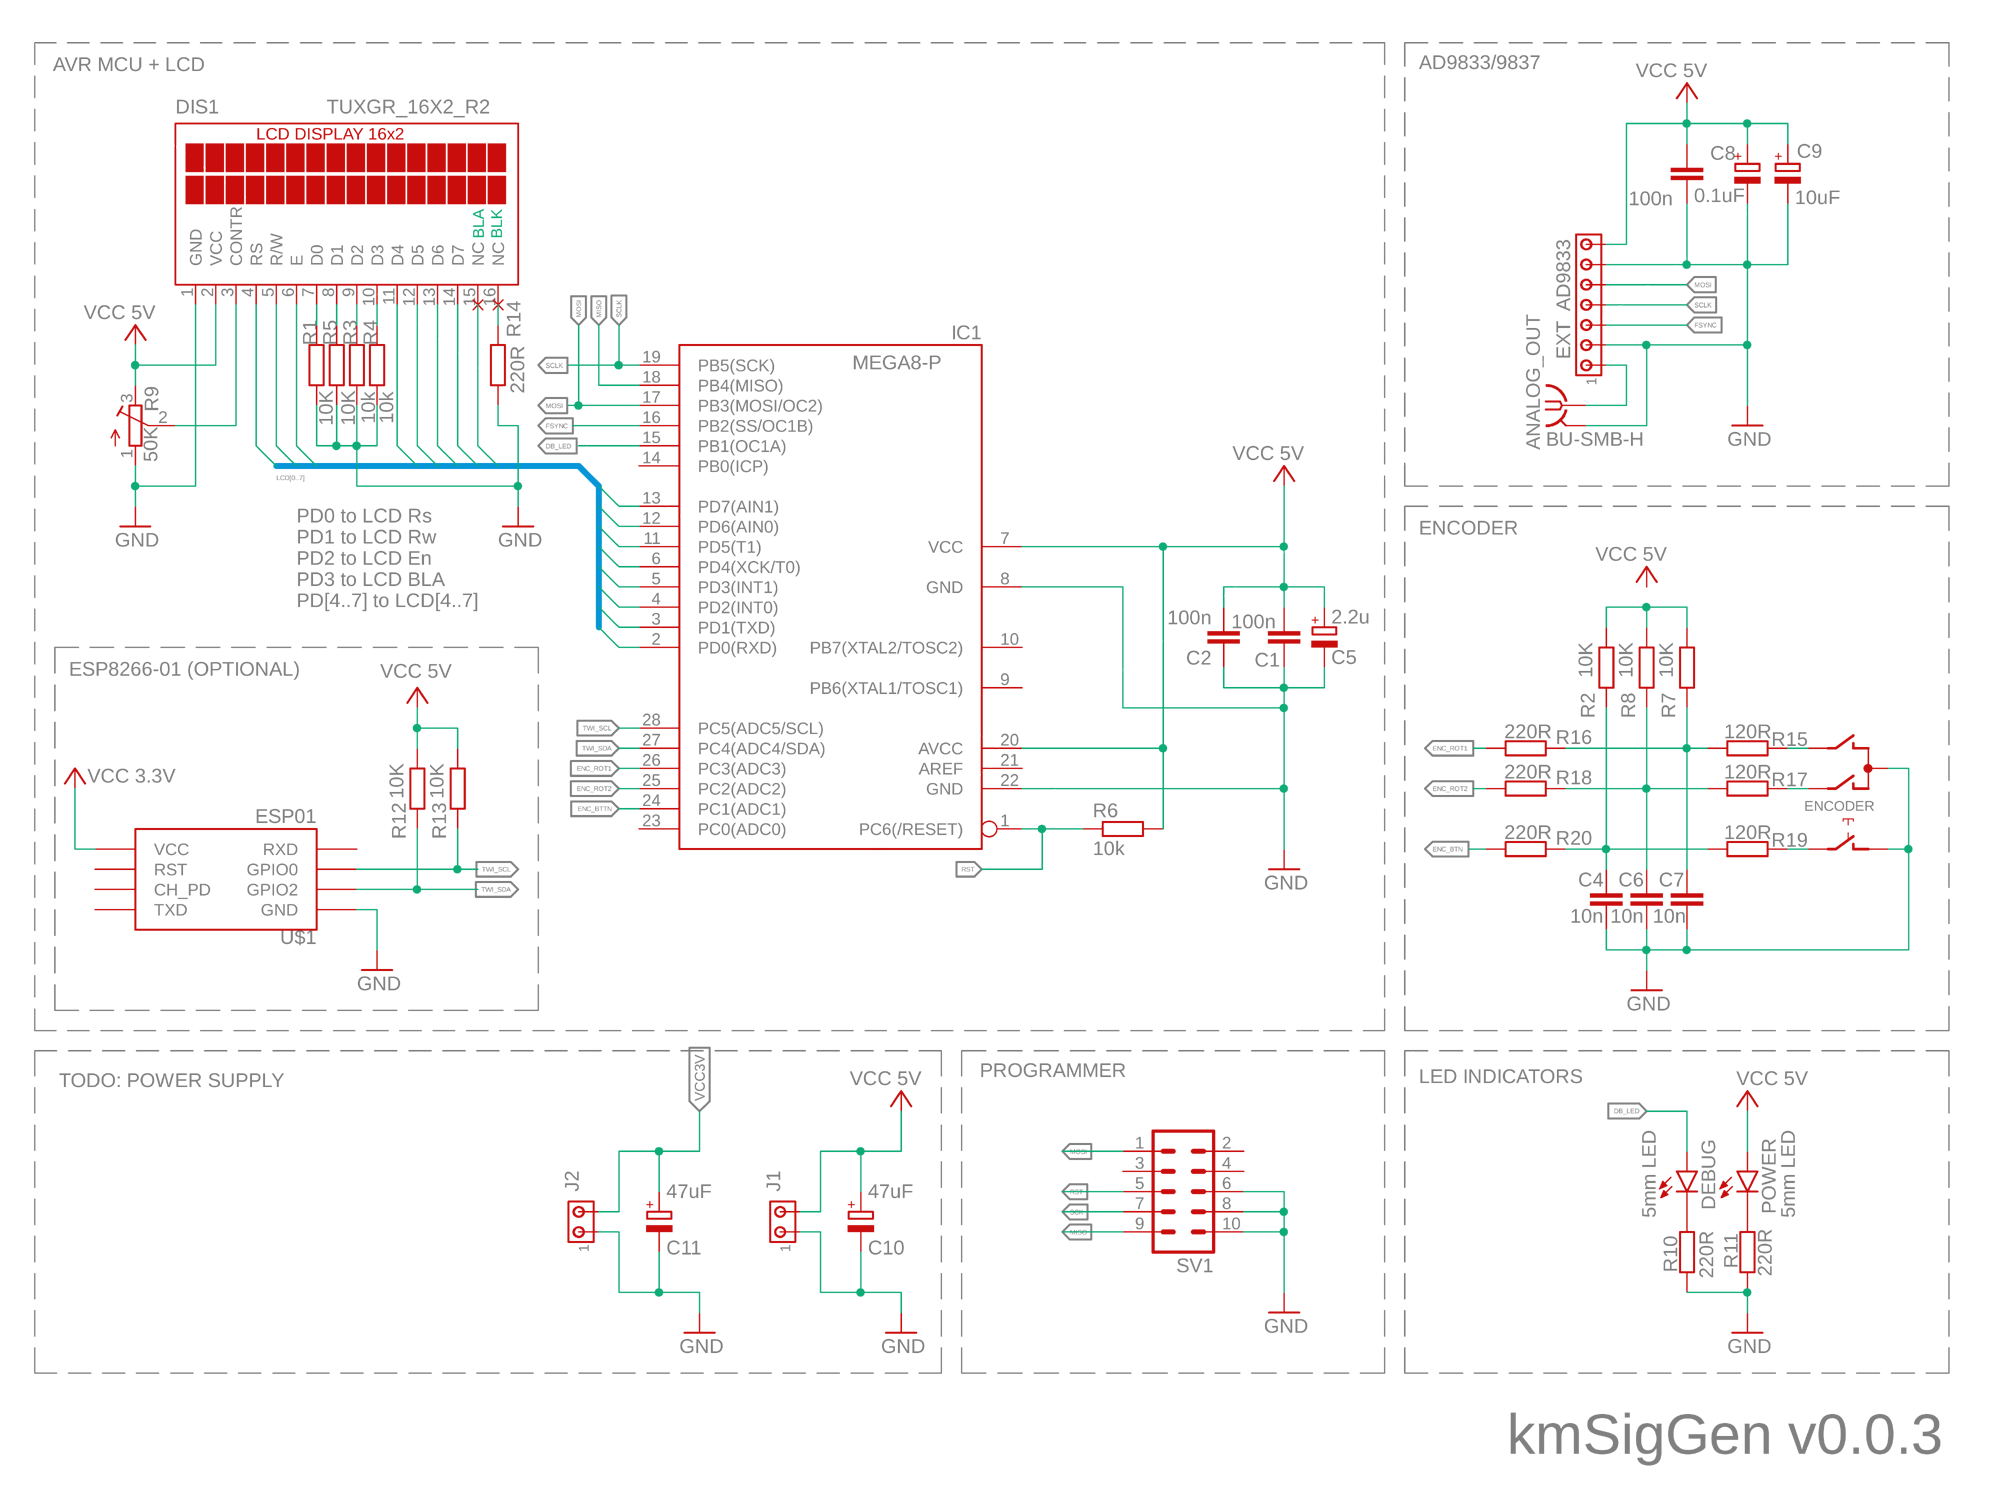 AVR MCU + LCD
DIS1
TUXGR_16X2_R2
LCD DISPLAY 16x2
GND
VCC
CONTR
RS
R/W
E
D0
D1
D2
D3
D4
D5
D6
D7
NC BLA
NC BLK
1
2
3
4
5
6
7
8
9
10
11
12
13
14
15
16
VCC 5V
R9
50K
3
2
1
GND
R1
R5
R3
R4
10K
10K
10k
10k
R14
220R
GND
LCD[0..7]
PD0 to LCD Rs
PD1 to LCD Rw
PD2 to LCD En
PD3 to LCD BLA
PD[4..7] to LCD[4..7]
MOSI
MISO
SCLK
SCLK
MOSI
FSYNC
DB_LED
IC1
MEGA8-P
19 PB5(SCK)
18 PB4(MISO)
17 PB3(MOSI/OC2)
16 PB2(SS/OC1B)
15 PB1(OC1A)
14 PB0(ICP)
13 PD7(AIN1)
12 PD6(AIN0)
11 PD5(T1)
6 PD4(XCK/T0)
5 PD3(INT1)
4 PD2(INT0)
3 PD1(TXD)
2 PD0(RXD)
TWI_SCL 28 PC5(ADC5/SCL)
TWI_SDA 27 PC4(ADC4/SDA)
ENC_ROT1 26 PC3(ADC3)
ENC_ROT2 25 PC2(ADC2)
ENC_BTTN 24 PC1(ADC1)
23 PC0(ADC0)
VCC 7
GND 8
PB7(XTAL2/TOSC2) 10
PB6(XTAL1/TOSC1) 9
AVCC 20
AREF 21
GND 22
PC6(/RESET) 1
R6
10k
RST
VCC 5V
100n
C2
100n
C1
2.2u
C5
GND
ESP8266-01 (OPTIONAL)
VCC 5V
VCC 3.3V
R12 10K
R13 10K
ESP01
VCC
RST
CH_PD
TXD
RXD
GPIO0
GPIO2
GND
U$1
TWI_SCL
TWI_SDA
GND
AD9833/9837
VCC 5V
100n
C8
0.1uF
C9
10uF
EXT AD9833
1
MOSI
SCLK
FSYNC
ANALOG_OUT
BU-SMB-H
GND
ENCODER
VCC 5V
10K
R2
10K
R8
10K
R7
ENC_ROT1
220R
R16
120R
R15
ENC_ROT2
220R
R18
120R
R17
ENCODER
ENC_BTN
220R
R20
120R
R19
C4
10n
C6
10n
C7
10n
GND
TODO: POWER SUPPLY
VCC3V
J2
1
47uF
C11
GND
VCC 5V
J1
1
47uF
C10
GND
PROGRAMMER
MOSI
RST
SCK
MISO
1
2
3
4
5
6
7
8
9
10
SV1
GND
LED INDICATORS
DB_LED
VCC 5V
5mm LED
DEBUG
POWER
5mm LED
R10
220R
R11
220R
GND
kmSigGen v0.0.3